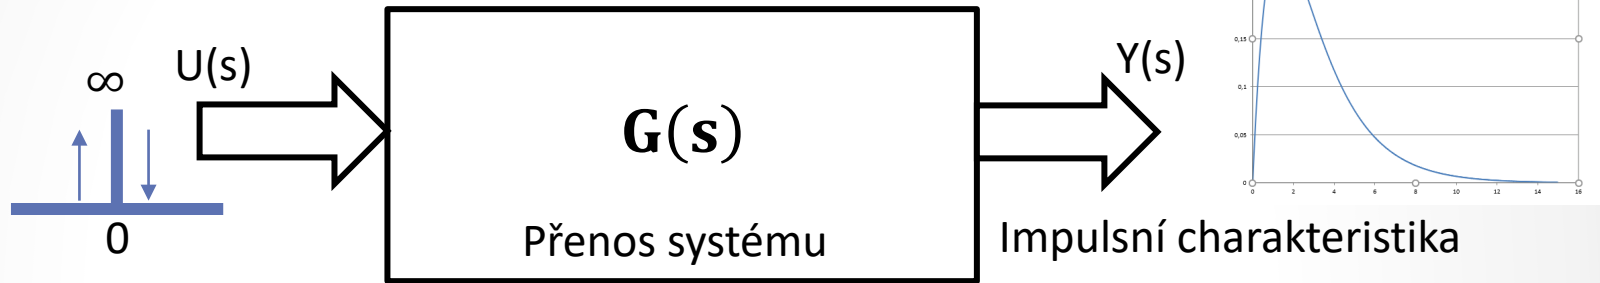 ∞
U(s)
0
G(s)
Přenos systému
Y(s)
Impulsní charakteristika
0,15
0,1
0,05
0
0 2 4 6 8 10 12 14 16